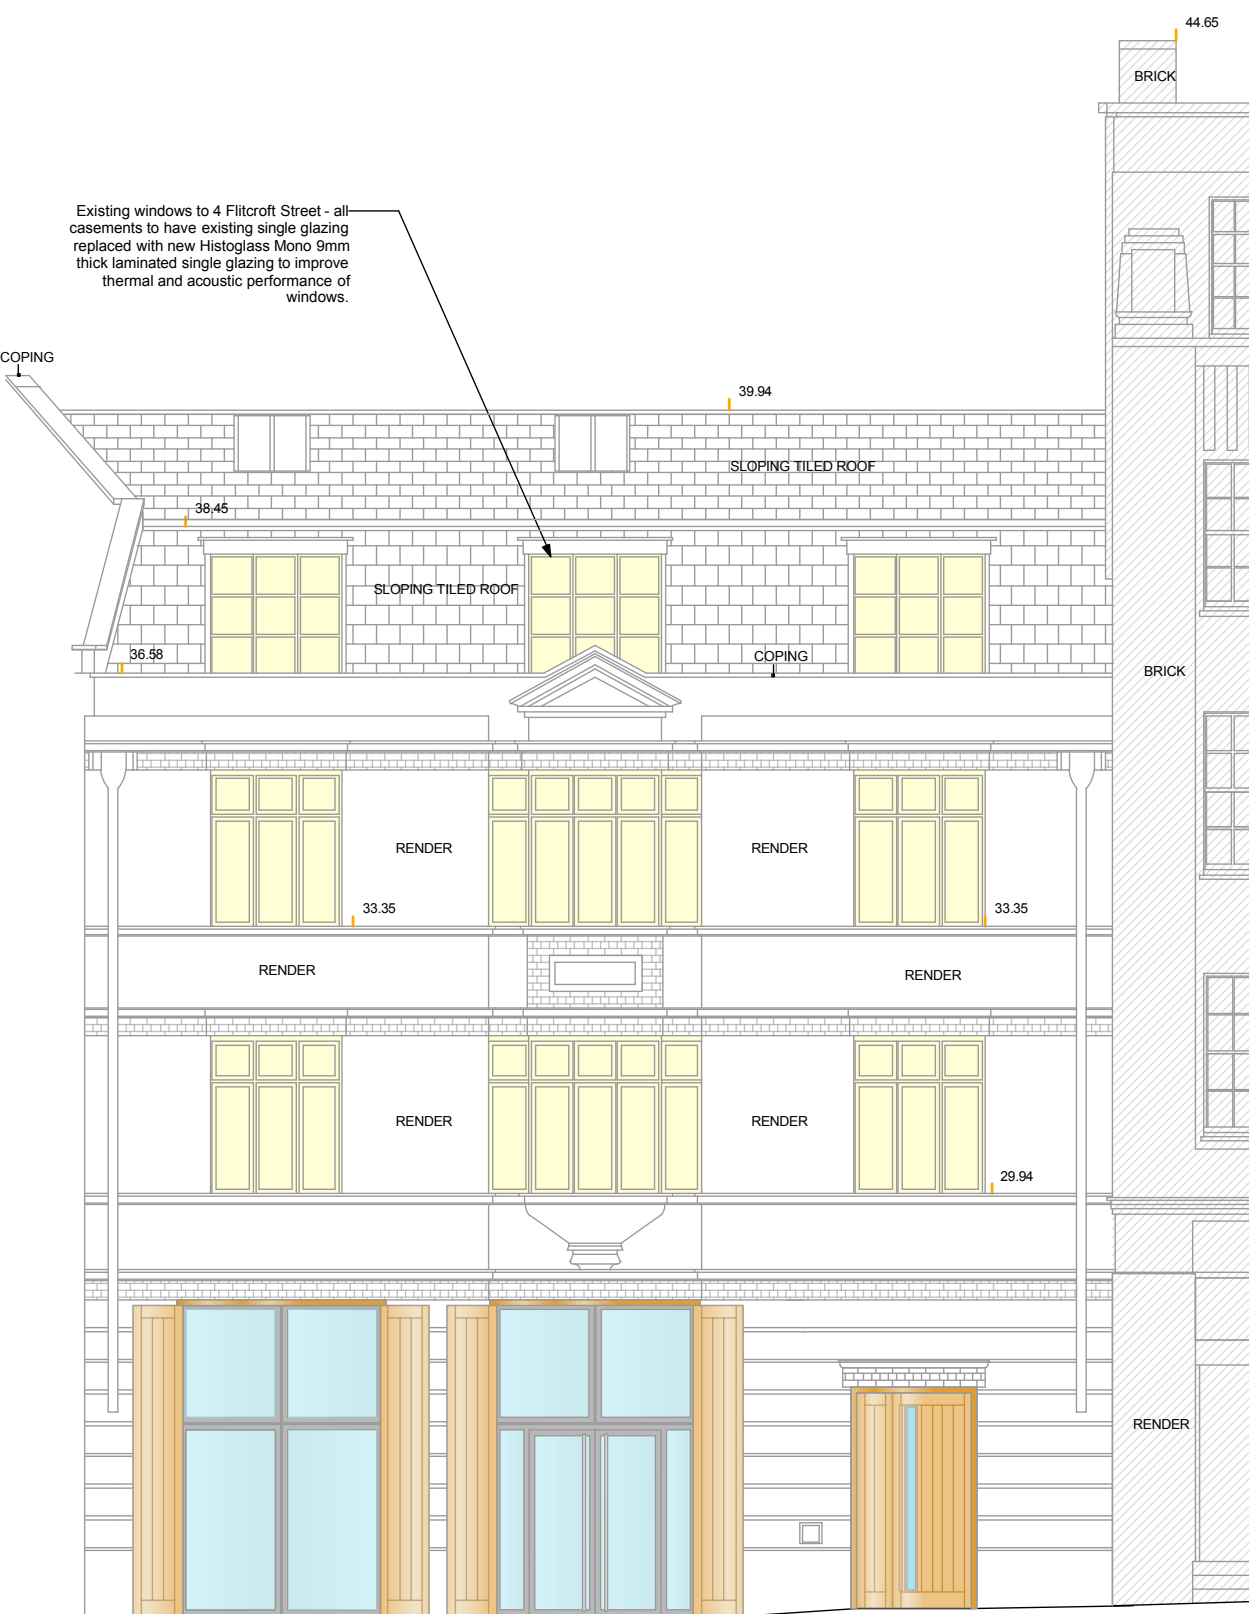 44.65
BRICK
Existing windows to 4 Flitcroft Street - all
casements to have existing single glazing
replaced with new Histoglass Mono 9mm
thick laminated single glazing to improve
thermal and acoustic performance of
windows.
COPING
39.94
SLOPING TILED ROOF
38.45
SLOPING TILED ROOF
36.58
COPING
BRICK
RENDER
RENDER
33.35
33.35
RENDER
RENDER
RENDER
RENDER
29.94
RENDER